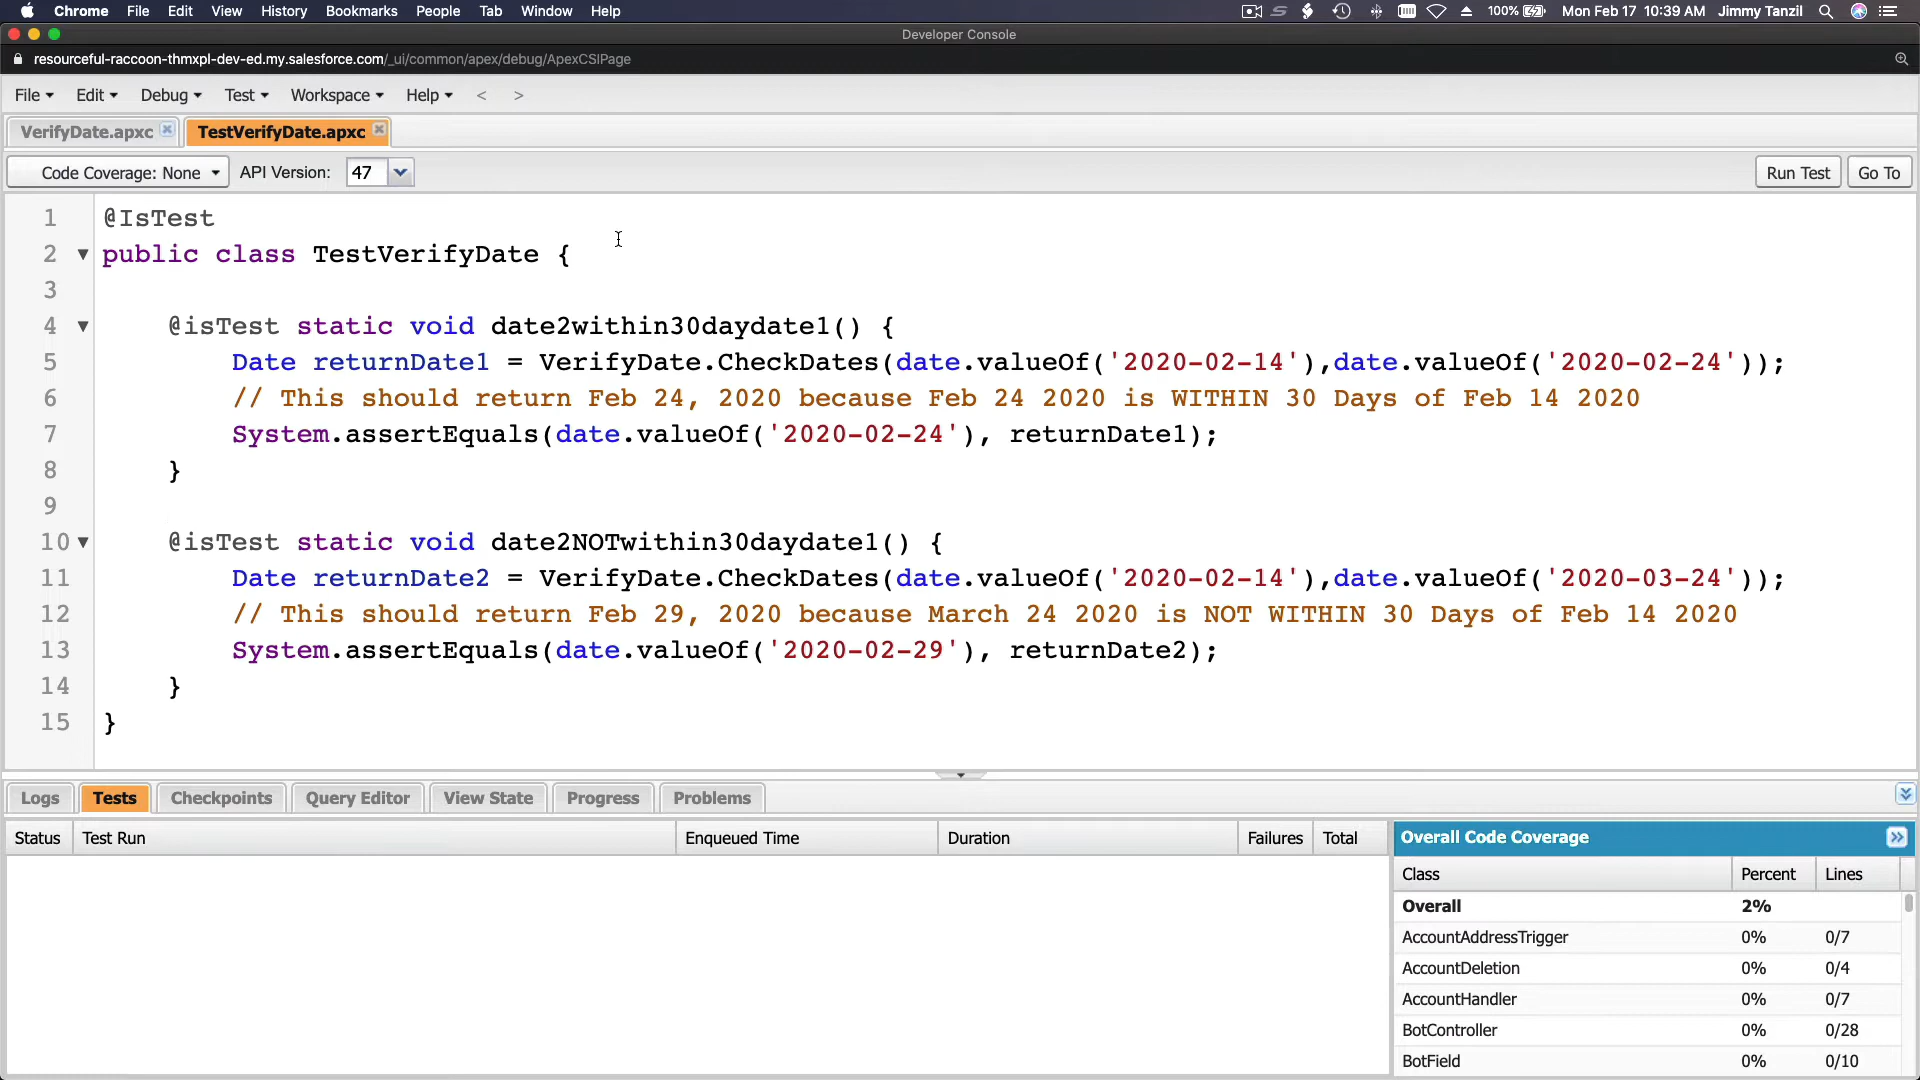 Chrome File Edit View History Bookmarks People Tab Window Help 100% Mon Feb 17 10:39 AM Jimmy Tanzil
Developer Console
resourceful-raccoon-thmxpl-dev-ed.my.salesforce.com/_ui/common/apex/debug/ApexCSIPage
File Edit Debug Test Workspace Help < >
VerifyDate.apxc TestVerifyDate.apxc
Code Coverage: None API Version: 47 Run Test Go To
1 @IsTest
2 public class TestVerifyDate {
3
4 @isTest static void date2within30daydate1() {
5 Date returnDate1 = VerifyDate.CheckDates(date.valueOf('2020-02-14'),date.valueOf('2020-02-24'));
6 // This should return Feb 24, 2020 because Feb 24 2020 is WITHIN 30 Days of Feb 14 2020
7 System.assertEquals(date.valueOf('2020-02-24'), returnDate1);
8 }
9
10 @isTest static void date2NOTwithin30daydate1() {
11 Date returnDate2 = VerifyDate.CheckDates(date.valueOf('2020-02-14'),date.valueOf('2020-03-24'));
12 // This should return Feb 29, 2020 because March 24 2020 is NOT WITHIN 30 Days of Feb 14 2020
13 System.assertEquals(date.valueOf('2020-02-29'), returnDate2);
14 }
15 }
Logs Tests Checkpoints Query Editor View State Progress Problems
Status Test Run Enqueued Time Duration Failures Total Overall Code Coverage
Class Percent Lines
Overall 2%
AccountAddressTrigger 0% 0/7
AccountDeletion 0% 0/4
AccountHandler 0% 0/7
BotController 0% 0/28
BotField 0% 0/10